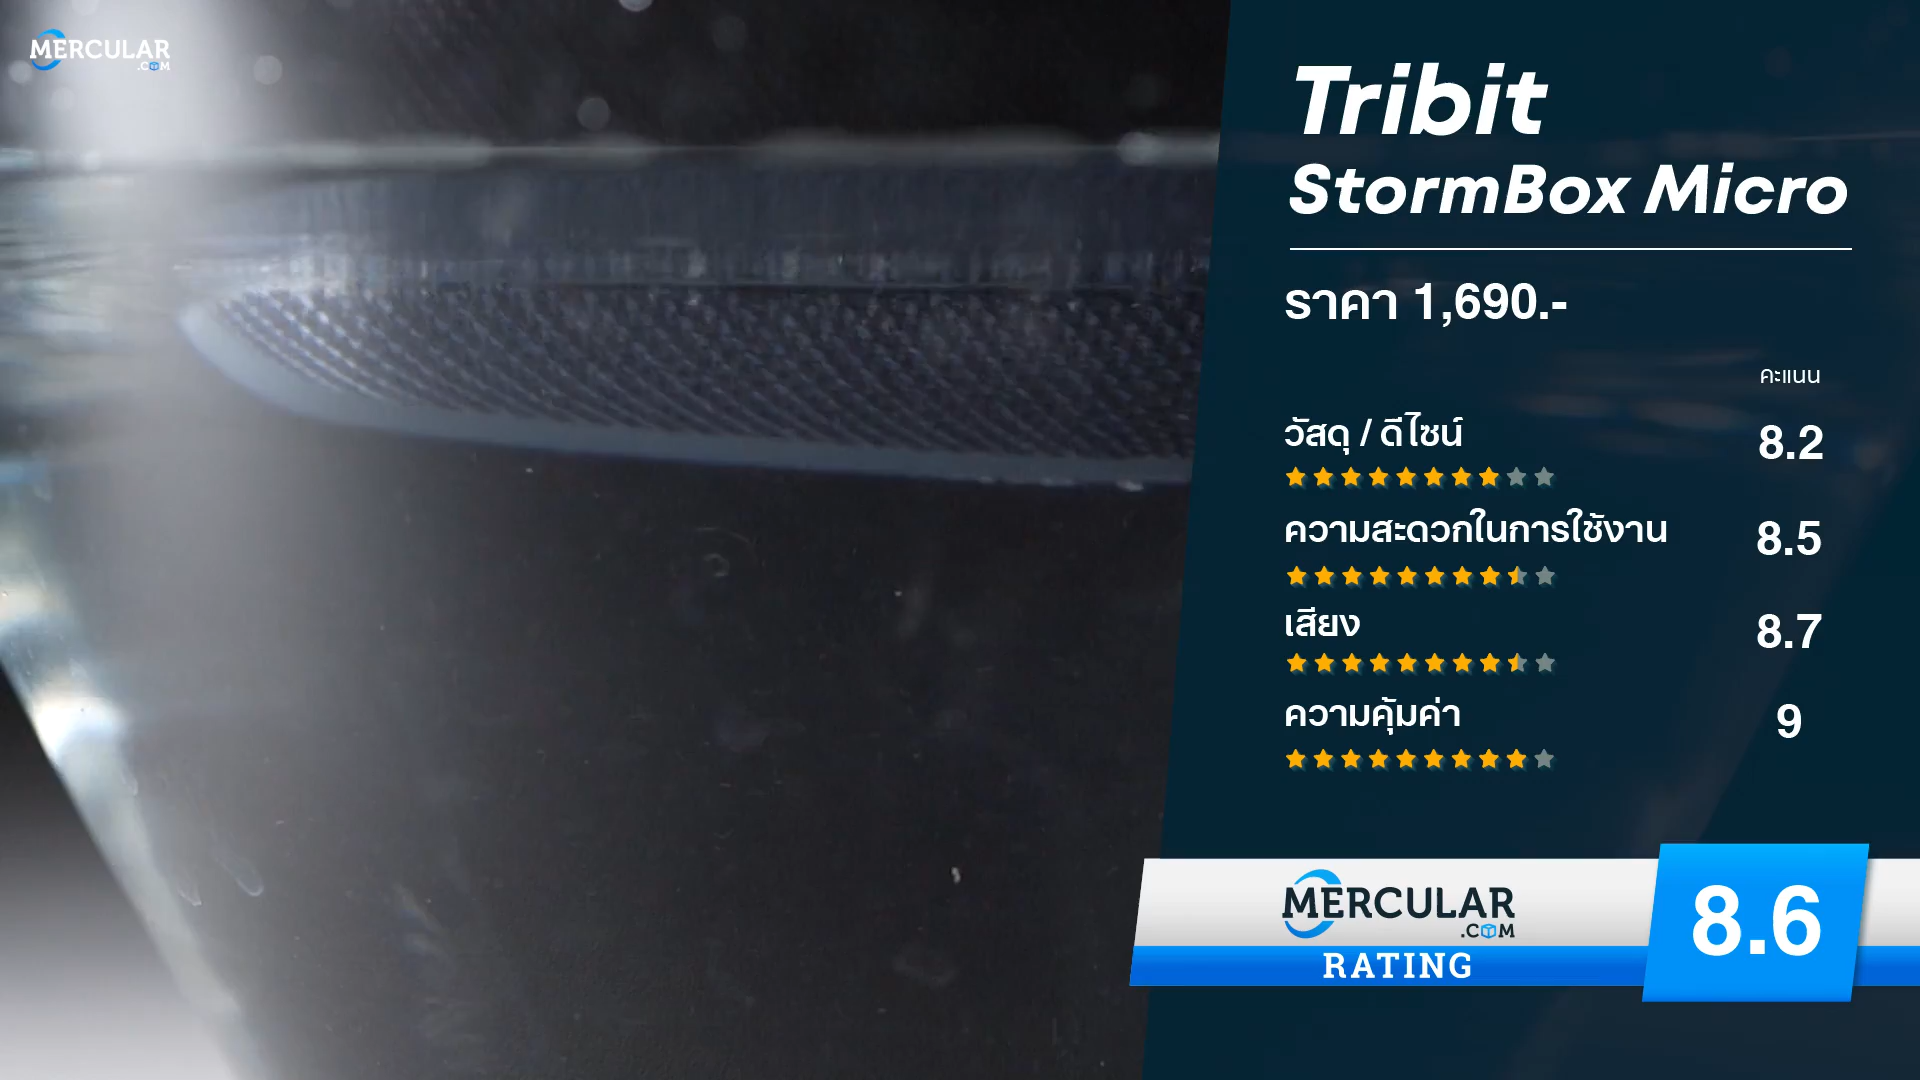 MERCULAR
.COM
Tribit
StormBox Micro
ราคา 1,690.-
คะแนน
วัสดุ / ดีไซน์
8.2
ความสะดวกในการใช้งาน
8.5
เสียง
8.7
ความคุ้มค่า
9
MERCULAR
.COM
RATING
8.6